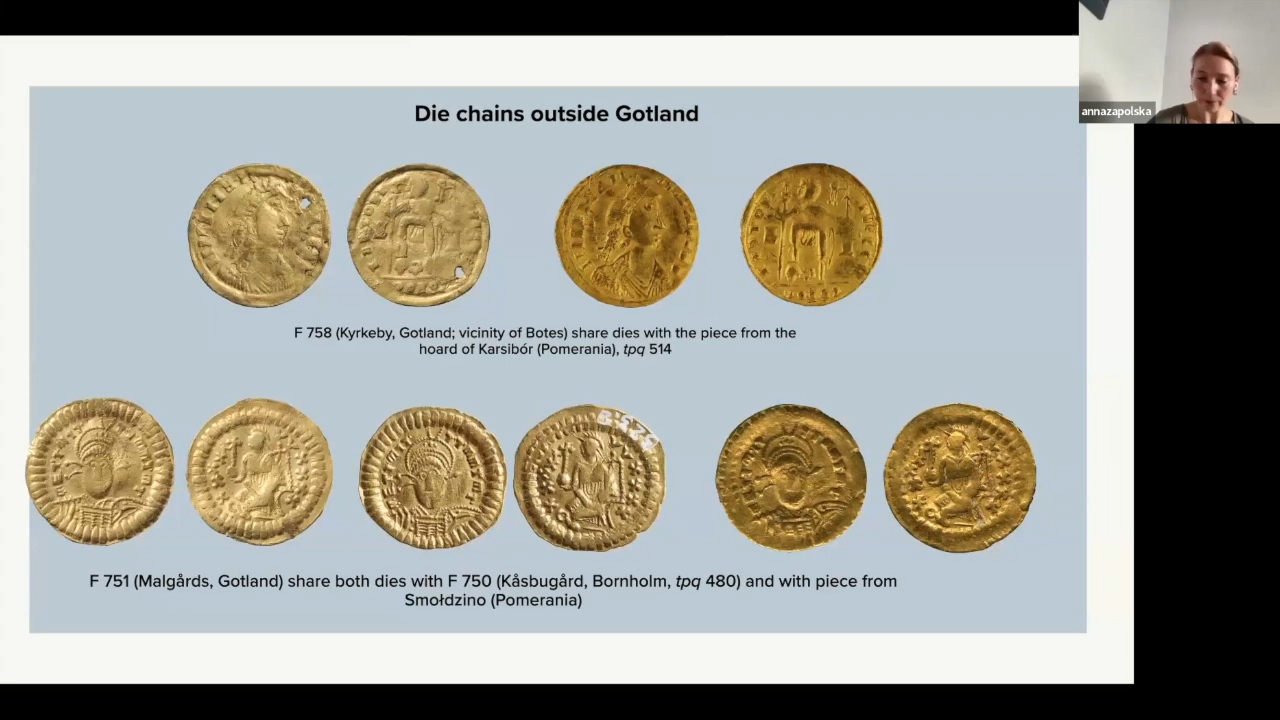 Die chains outside Gotland
annazapolska
F 758 (Kyrkeby, Gotland; vicinity of Botes) share dies with the piece from the
hoard of Karsibór (Pomerania), tpq 514
F 751 (Malgårds, Gotland) share both dies with F 750 (Kåsbugård, Bornholm, tpq 480) and with piece from
Smołdzino (Pomerania)